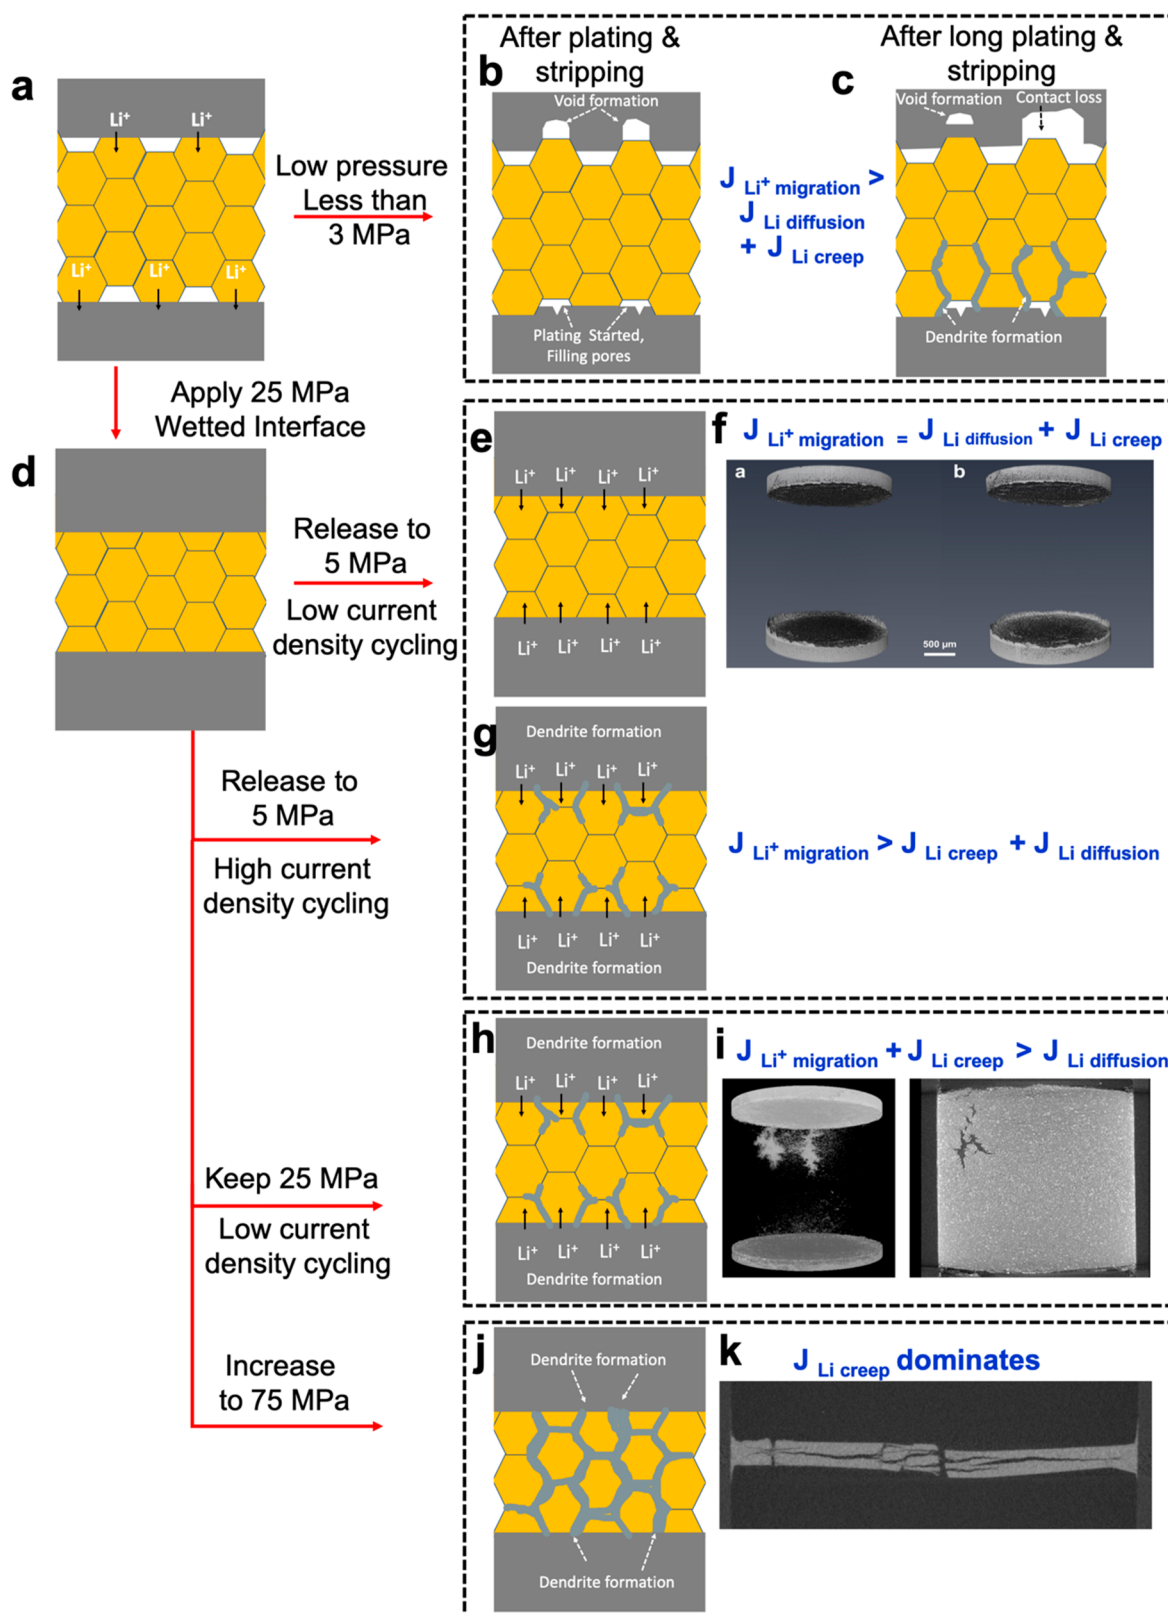 After plating &
stripping
After long plating &
stripping
a
Li⁺ Li⁺
Li⁺ Li⁺ Li⁺
Low pressure
Less than
3 MPa
b
Void formation
Plating Started,
Filling pores
J Li⁺ migration >
J Li diffusion
+ J Li creep
c
Void formation
Contact loss
Dendrite formation
Apply 25 MPa
Wetted Interface
d
Release to
5 MPa
Low current
density cycling
e
Li⁺ Li⁺ Li⁺ Li⁺
Li⁺ Li⁺ Li⁺ Li⁺
f
J Li⁺ migration = J Li diffusion + J Li creep
a
b
500 μm
Release to
5 MPa
High current
density cycling
g
Dendrite formation
Li⁺ Li⁺ Li⁺ Li⁺
Li⁺ Li⁺ Li⁺ Li⁺
Dendrite formation
J Li⁺ migration > J Li creep + J Li diffusion
Keep 25 MPa
Low current
density cycling
h
Dendrite formation
Li⁺ Li⁺ Li⁺ Li⁺
Li⁺ Li⁺ Li⁺ Li⁺
Dendrite formation
i
J Li⁺ migration + J Li creep > J Li diffusion
Increase
to 75 MPa
j
Dendrite formation
Dendrite formation
k
J Li creep dominates